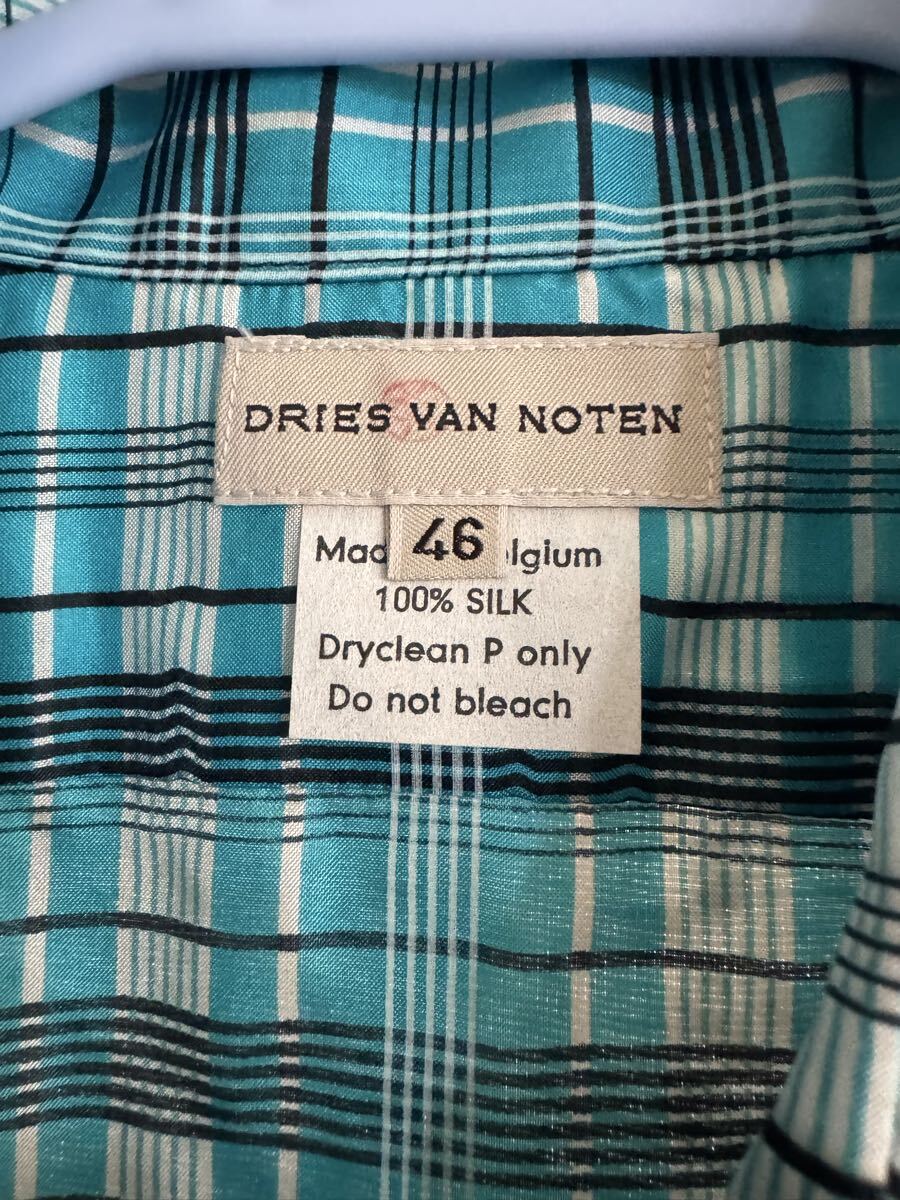 DRIES VAN NOTEN
46
Mad lgium
100% SILK
Dryclean P only
Do not bleach